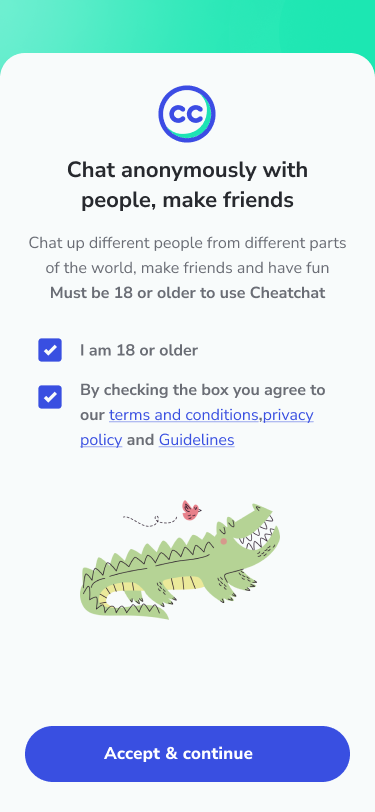 CC
Chat anonymously with
people, make friends
Chat up different people from different parts
of the world, make friends and have fun
Must be 18 or older to use Cheatchat
I am 18 or older
By checking the box you agree to
our terms and conditions,privacy
policy and Guidelines
Accept & continue